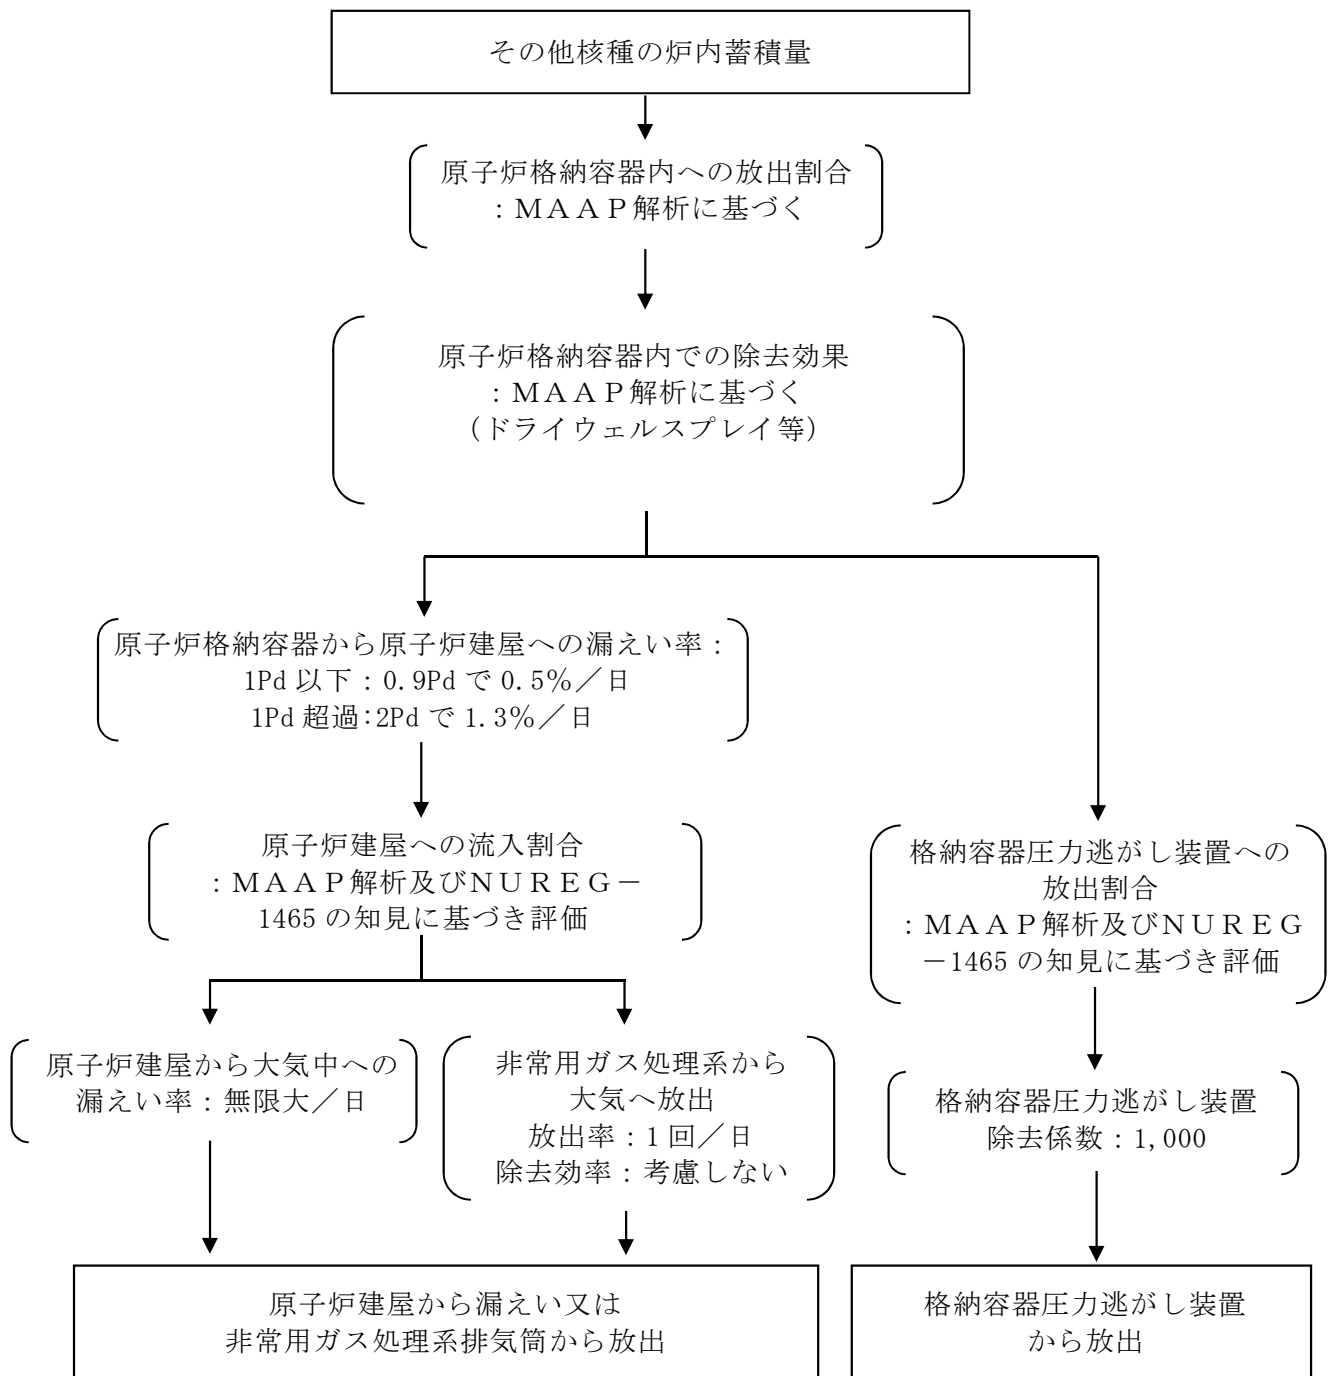 その他核種の炉内蓄積量
原子炉格納容器内への放出割合
：ＭＡＡＰ解析に基づく
原子炉格納容器内での除去効果
：ＭＡＡＰ解析に基づく
（ドライウェルスプレイ等）
原子炉格納容器から原子炉建屋への漏えい率：
1Pd 以下：0.9Pd で 0.5％／日
1Pd 超過：2Pd で 1.3％／日
原子炉建屋への流入割合
：ＭＡＡＰ解析及びＮＵＲＥＧ－
1465 の知見に基づき評価
格納容器圧力逃がし装置への
放出割合
：ＭＡＡＰ解析及びＮＵＲＥＧ
－1465 の知見に基づき評価
原子炉建屋から大気中への
漏えい率：無限大／日
非常用ガス処理系から
大気へ放出
放出率：1 回／日
除去効率：考慮しない
格納容器圧力逃がし装置
除去係数：1,000
原子炉建屋から漏えい又は
非常用ガス処理系排気筒から放出
格納容器圧力逃がし装置
から放出